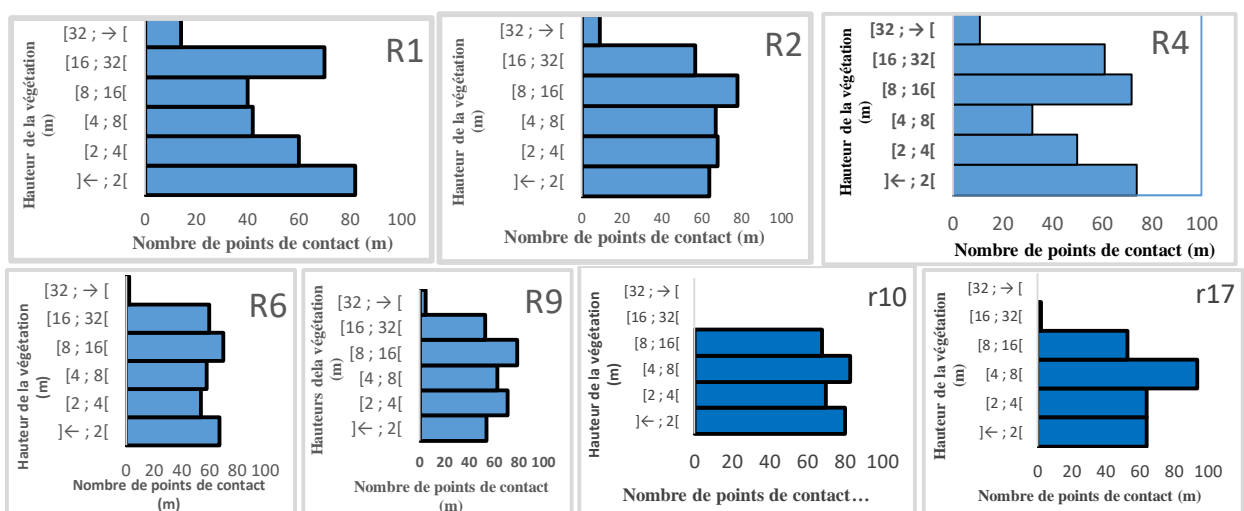 R1
Hauteur de la végétation
(m)
[32 ; → [
[16 ; 32[
[8 ; 16[
[4 ; 8[
[2 ; 4[
]← ; 2[
0 20 40 60 80 100
Nombre de points de contact (m)
R2
Hauteur de la végétation
(m)
[32 ; → [
[16 ; 32[
[8 ; 16[
[4 ; 8[
[2 ; 4[
]← ; 2[
0 20 40 60 80 100
Nombre de points de contact (m)
R4
Hauteur de la végétation
(m)
[32 ; → [
[16 ; 32[
[8 ; 16[
[4 ; 8[
[2 ; 4[
]← ; 2[
0 20 40 60 80 100
Nombre de points de contact (m)
R6
Hauteur de la végétation
(m)
[32 ; → [
[16 ; 32[
[8 ; 16[
[4 ; 8[
[2 ; 4[
]← ; 2[
0 20 40 60 80 100
Nombre de points de contact
(m)
R9
Hauteurs dela végétation
(m)
[32 ; → [
[16 ; 32[
[8 ; 16[
[4 ; 8[
[2 ; 4[
]← ; 2[
0 20 40 60 80 100
Nombre de points de contact
(m)
r10
Hauteur de la végétation
(m)
[32 ; → [
[16 ; 32[
[8 ; 16[
[4 ; 8[
[2 ; 4[
]← ; 2[
0 20 40 60 80 100
Nombre de points de contact…
r17
Hauteur de la végétation
(m)
[32 ; → [
[16 ; 32[
[8 ; 16[
[4 ; 8[
[2 ; 4[
]← ; 2[
0 20 40 60 80 100
Nombre de points de contact (m)